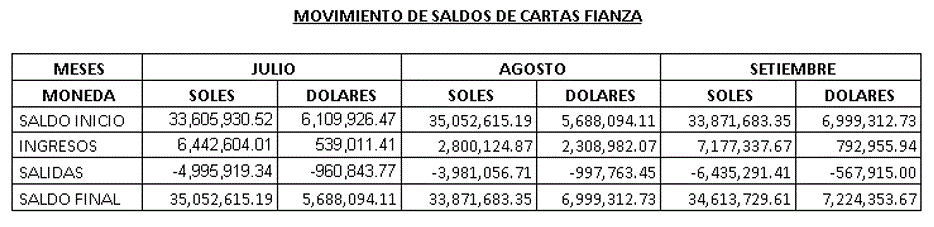 MOVIMIENTO DE SALDOS DE CARTAS FIANZA
MESES JULIO AGOSTO SETIEMBRE
MONEDA SOLES DOLARES SOLES DOLARES SOLES DOLARES
SALDO INICIO 33,605,930.52 6,109,926.47 35,052,615.19 5,688,094.11 33,871,683.35 6,999,312.73
INGRESOS 6,442,604.01 539,011.41 2,800,124.87 2,308,982.07 7,177,337.67 792,955.94
SALIDAS -4,995,919.34 -960,843.77 -3,981,056.71 -997,763.45 -6,435,291.41 -567,915.00
SALDO FINAL 35,052,615.19 5,688,094.11 33,871,683.35 6,999,312.73 34,613,729.61 7,224,353.67